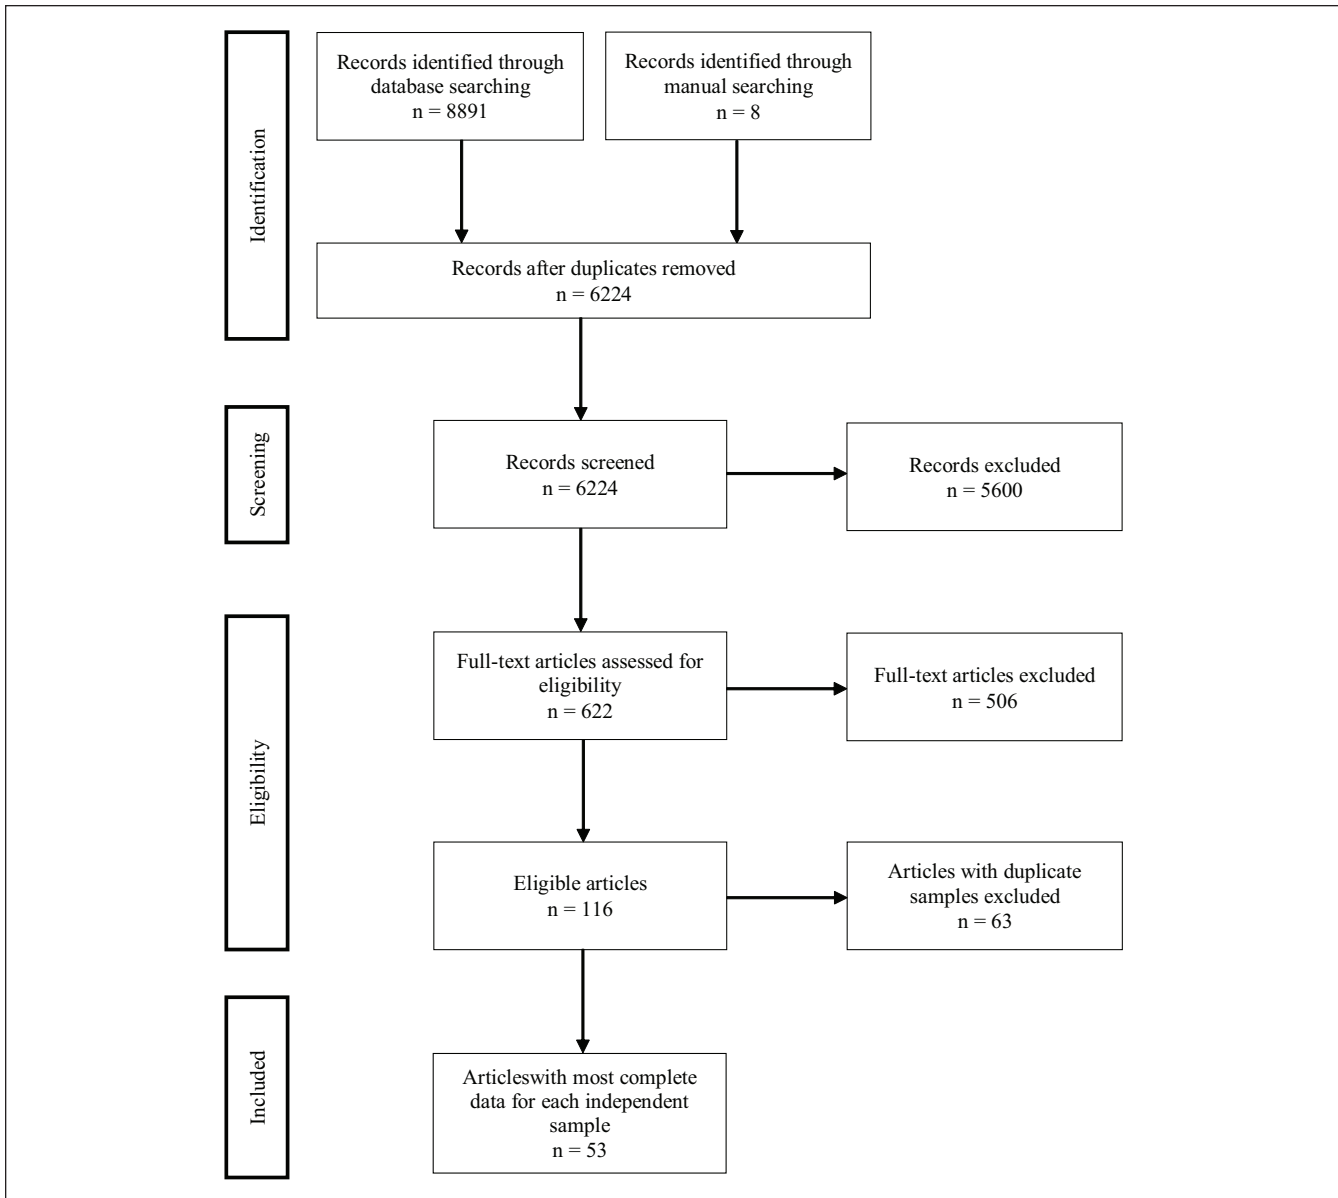 Identification
Records identified through
database searching
n = 8891
Records identified through
manual searching
n = 8
Records after duplicates removed
n = 6224
Screening
Records screened
n = 6224
Records excluded
n = 5600
Eligibility
Full-text articles assessed for
eligibility
n = 622
Full-text articles excluded
n = 506
Eligible articles
n = 116
Articles with duplicate
samples excluded
n = 63
Included
Articleswith most complete
data for each independent
sample
n = 53